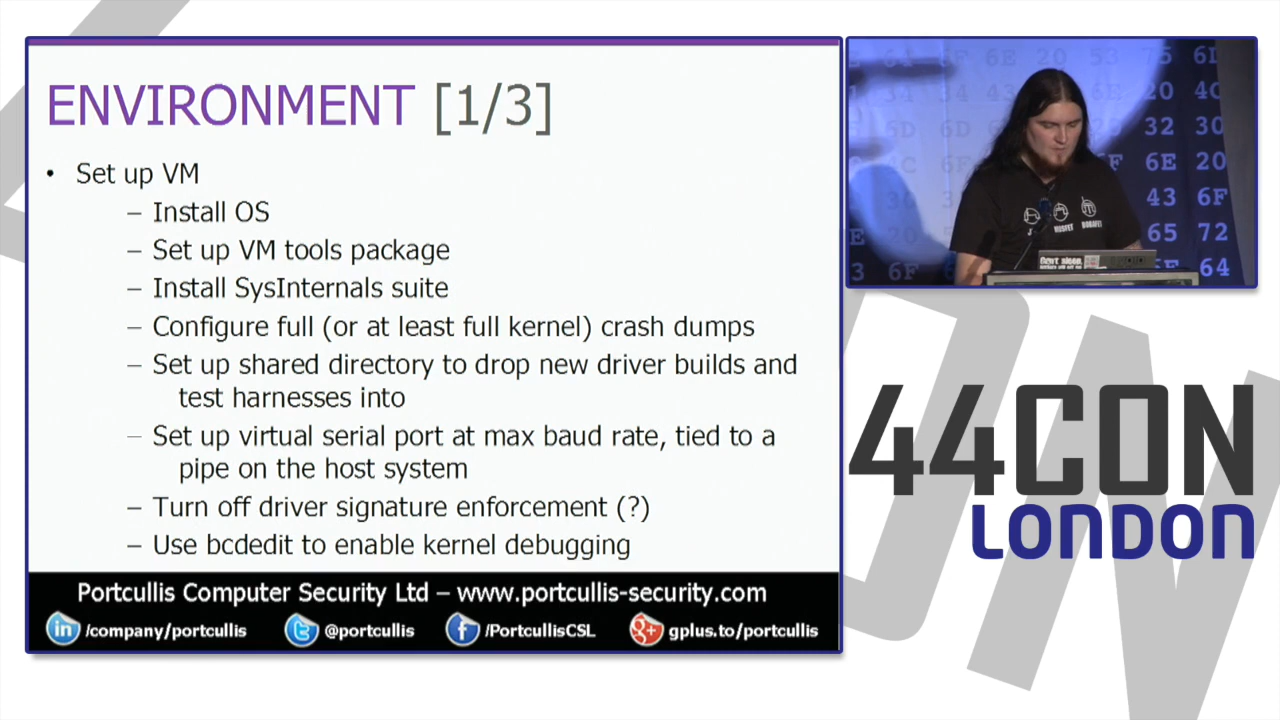 ENVIRONMENT [1/3]
• Set up VM
– Install OS
– Set up VM tools package
– Install SysInternals suite
– Configure full (or at least full kernel) crash dumps
– Set up shared directory to drop new driver builds and
test harnesses into
– Set up virtual serial port at max baud rate, tied to a
pipe on the host system
– Turn off driver signature enforcement (?)
– Use bcdedit to enable kernel debugging
Portcullis Computer Security Ltd – www.portcullis-security.com
in /company/portcullis
@portcullis
f /PortcullisCSL
g+ gplus.to/portcullis
44CON
LONDON